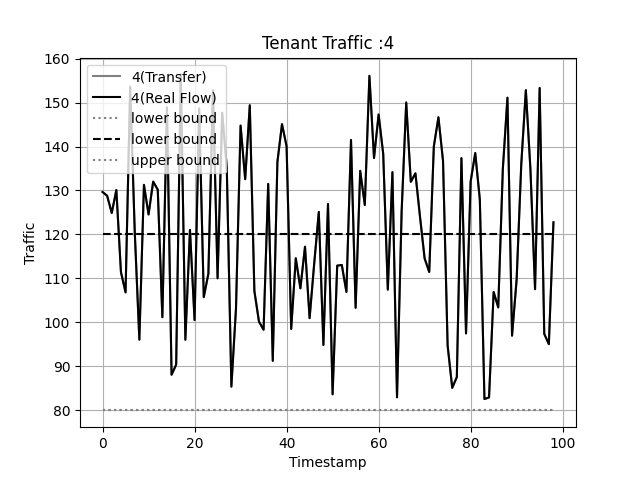 Tenant Traffic :4
160
150
140
130
120
110
100
90
80
Traffic
4(Transfer)
4(Real Flow)
lower bound
lower bound
upper bound
0
20
40
60
80
100
Timestamp